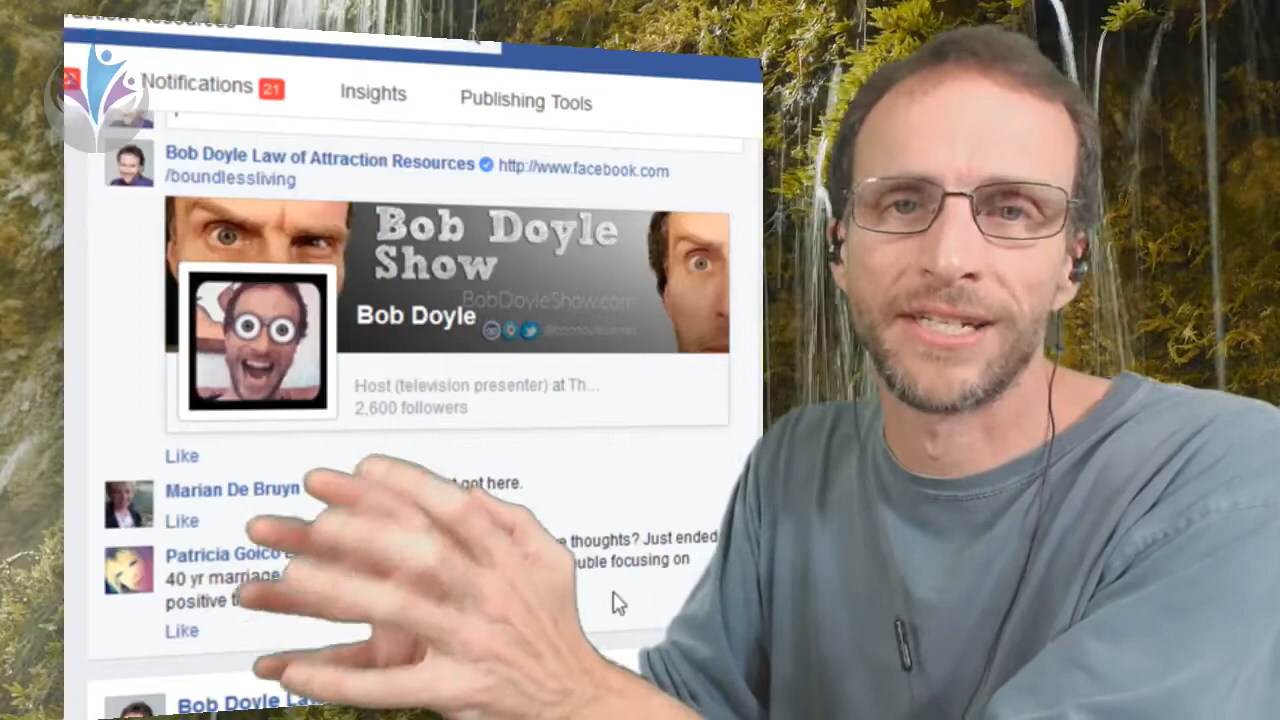 Notifications 21
Insights
Publishing Tools
Bob Doyle Law of Attraction Resources http://www.facebook.com
/boundlessliving
Bob Doyle
Show
BobDoyleShow.com
Bob Doyle
Host (television presenter) at Th...
2,600 followers
Like
Marian De Bruyn got here.
Like
Patricia Goico thoughts? Just ended
40 yr marriage focusing on
positive
Like
Bob Doyle